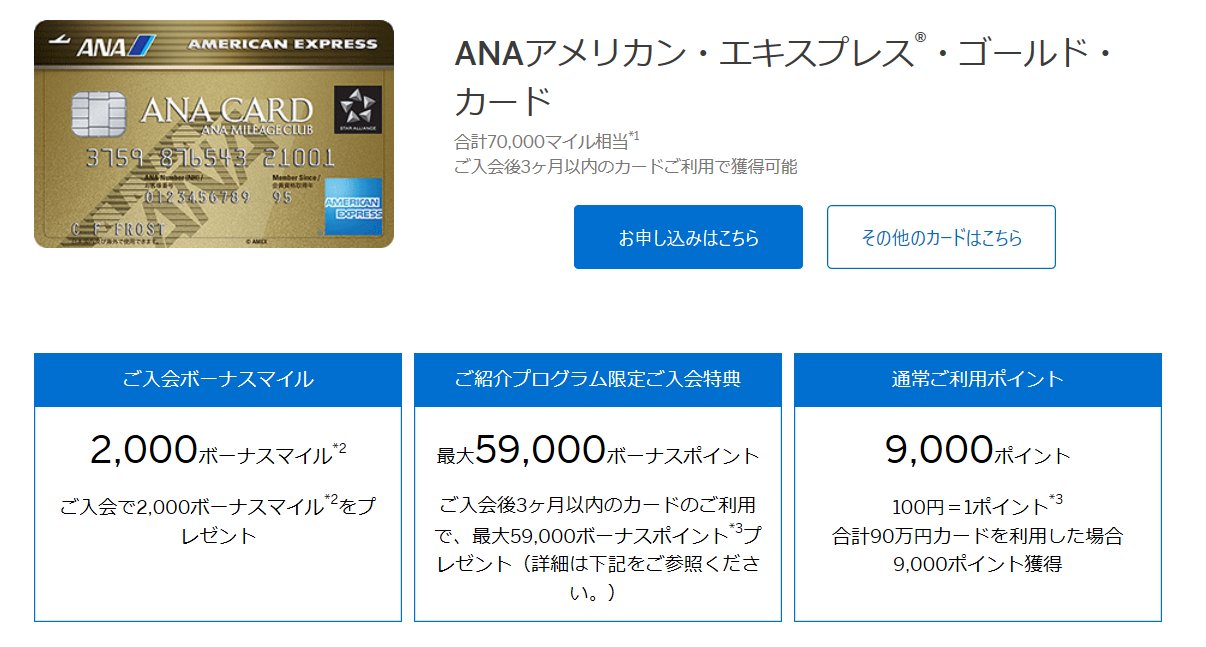 ANA AMERICAN EXPRESS
ANA CARD
ANA MILEAGE CLUB
STAR ALLIANCE
3759 876543 21001
ANA Number(NH)/ Member Since/
お客様番号 会員資格取得年
0123456789 95
AMERICAN
EXPRESS
C F FROST
© AMEX
ANAアメリカン・エキスプレス®・ゴールド・
カード
合計70,000マイル相当*1
ご入会後3ヶ月以内のカードご利用で獲得可能
お申し込みはこちら
その他のカードはこちら
ご入会ボーナスマイル
2,000ボーナスマイル*2
ご入会で2,000ボーナスマイル*2をプ
レゼント
ご紹介プログラム限定ご入会特典
最大59,000ボーナスポイント
ご入会後3ヶ月以内のカードのご利用
で、最大59,000ボーナスポイント*3プ
レゼント（詳細は下記をご参照くださ
い。）
通常ご利用ポイント
9,000ポイント
100円＝1ポイント*3
合計90万円カードを利用した場合
9,000ポイント獲得